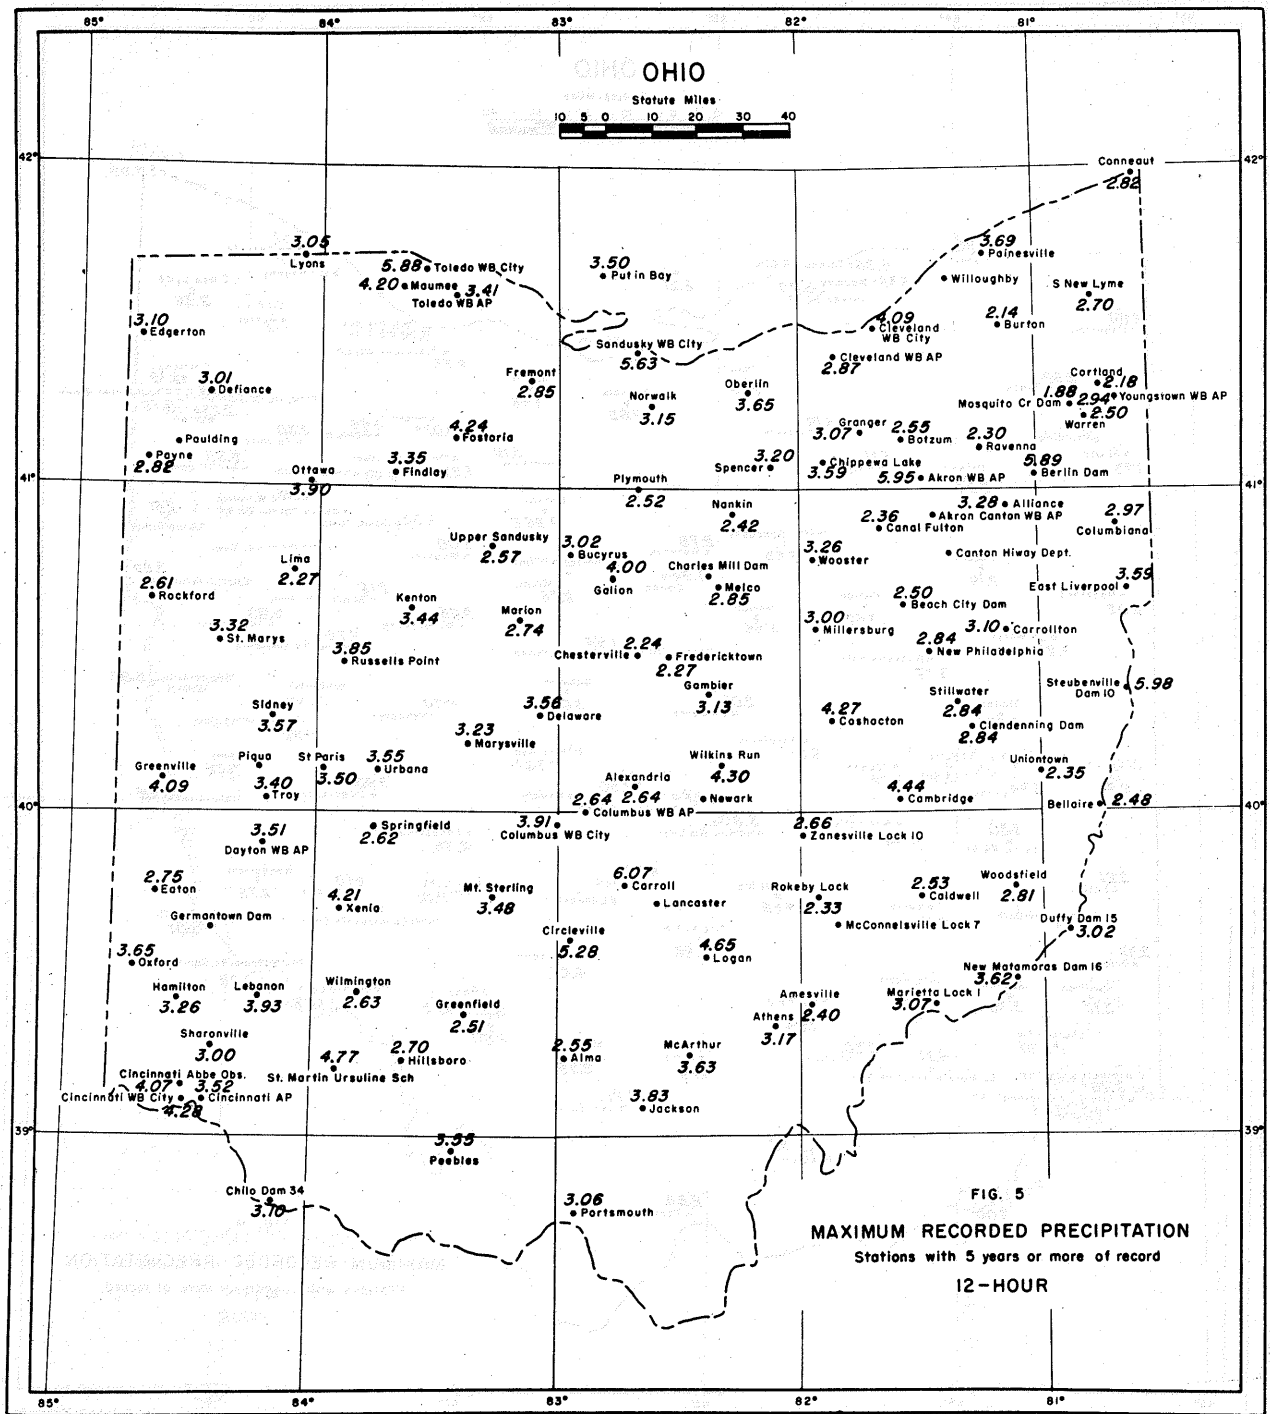 85° 84° 83° 82° 81°
OHIO
Statute Miles
10 5 0 10 20 30 40
42° 42°
Conneaut
2.82
3.05
Lyons
5.88 Toledo WB City
4.20 Maumee
3.41
Toledo WB AP
3.50
Put in Bay
3.69
Painesville
Willoughby
S New Lyme
2.70
3.10
Edgerton
2.14
Burton
4.09
Cleveland
WB City
Sandusky WB City
5.63
Cleveland WB AP
2.87
3.01
Defiance
Fremont
2.85
Norwalk
3.15
Oberlin
3.65
Cortland
2.18
1.88
Mosquito Cr Dam
2.94 Youngstown WB AP
2.50
Warren
Paulding
Payne
2.82
4.24
Fostoria
Granger
3.07
2.55
Botzum
2.30
Ravenna
Ottawa
3.90
3.35
Findlay
3.20
Spencer
Chippewa Lake
3.59
5.95 Akron WB AP
5.89
Berlin Dam
41° 41°
Plymouth
2.52
Nankin
2.42
3.28 Alliance
Akron Canton WB AP
2.36
Canal Fulton
2.97
Columbiana
Upper Sandusky
2.57
3.02
Bucyrus
4.00
Galion
Charles Mill Dam
Melco
2.85
3.26
Wooster
Canton Hiway Dept.
Lima
2.27
2.61
Rockford
3.59
East Liverpool
Kenton
3.44
Marion
2.74
2.50
Beach City Dam
3.32
St. Marys
3.00
Millersburg
3.10 Carrollton
3.85
Russells Point
2.24
Chesterville
Fredericktown
2.27
2.84
New Philadelphia
Gambier
3.13
Steubenville
Dam 10
5.98
Sidney
3.57
3.56
Delaware
4.27
Coshacton
Stillwater
2.84
Clendenning Dam
2.84
3.23
Marysville
Greenville
4.09
Piqua
3.40
Troy
St Paris
3.50
3.55
Urbana
Wilkins Run
4.30
Uniontown
2.35
Alexandria
2.64 2.64
Columbus WB AP
Newark
4.44
Cambridge
Bellaire 2.48
40° 40°
3.51
Dayton WB AP
Springfield
2.62
3.91
Columbus WB City
2.66
Zanesville Lock 10
2.75
Eaton
4.21
Xenia
Mt. Sterling
3.48
6.07
Carroll
Lancaster
Rokeby Lock
2.33
2.53
Caldwell
Woodsfield
2.81
Germantown Dam
McConnelsville Lock 7
Duffy Dam 15
3.02
3.65
Oxford
Circleville
5.28
4.65
Logan
New Matamoras Dam 16
3.62
Hamilton
3.26
Lebanon
3.93
Wilmington
2.63
Greenfield
2.51
Amesville
2.40
Marietta Lock 1
3.07
Athens
3.17
Sharonville
3.00
2.70
Hillsboro
2.55
Alma
McArthur
3.63
4.77
St. Martin Ursuline Sch
Cincinnati Abbe Obs.
4.07 3.52
Cincinnati WB City Cincinnati AP
4.28
3.83
Jackson
39° 39°
3.55
Peebles
Chilo Dam 34
3.10
3.06
Portsmouth
FIG. 5
MAXIMUM RECORDED PRECIPITATION
Stations with 5 years or more of record
12-HOUR
85° 84° 83° 82° 81°